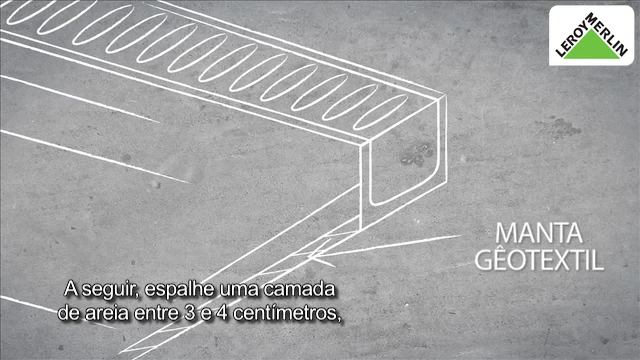 LEROY MERLIN
MANTA
GÊOTEXTIL
A seguir, espalhe uma camada
de areia entre 3 e 4 centímetros,